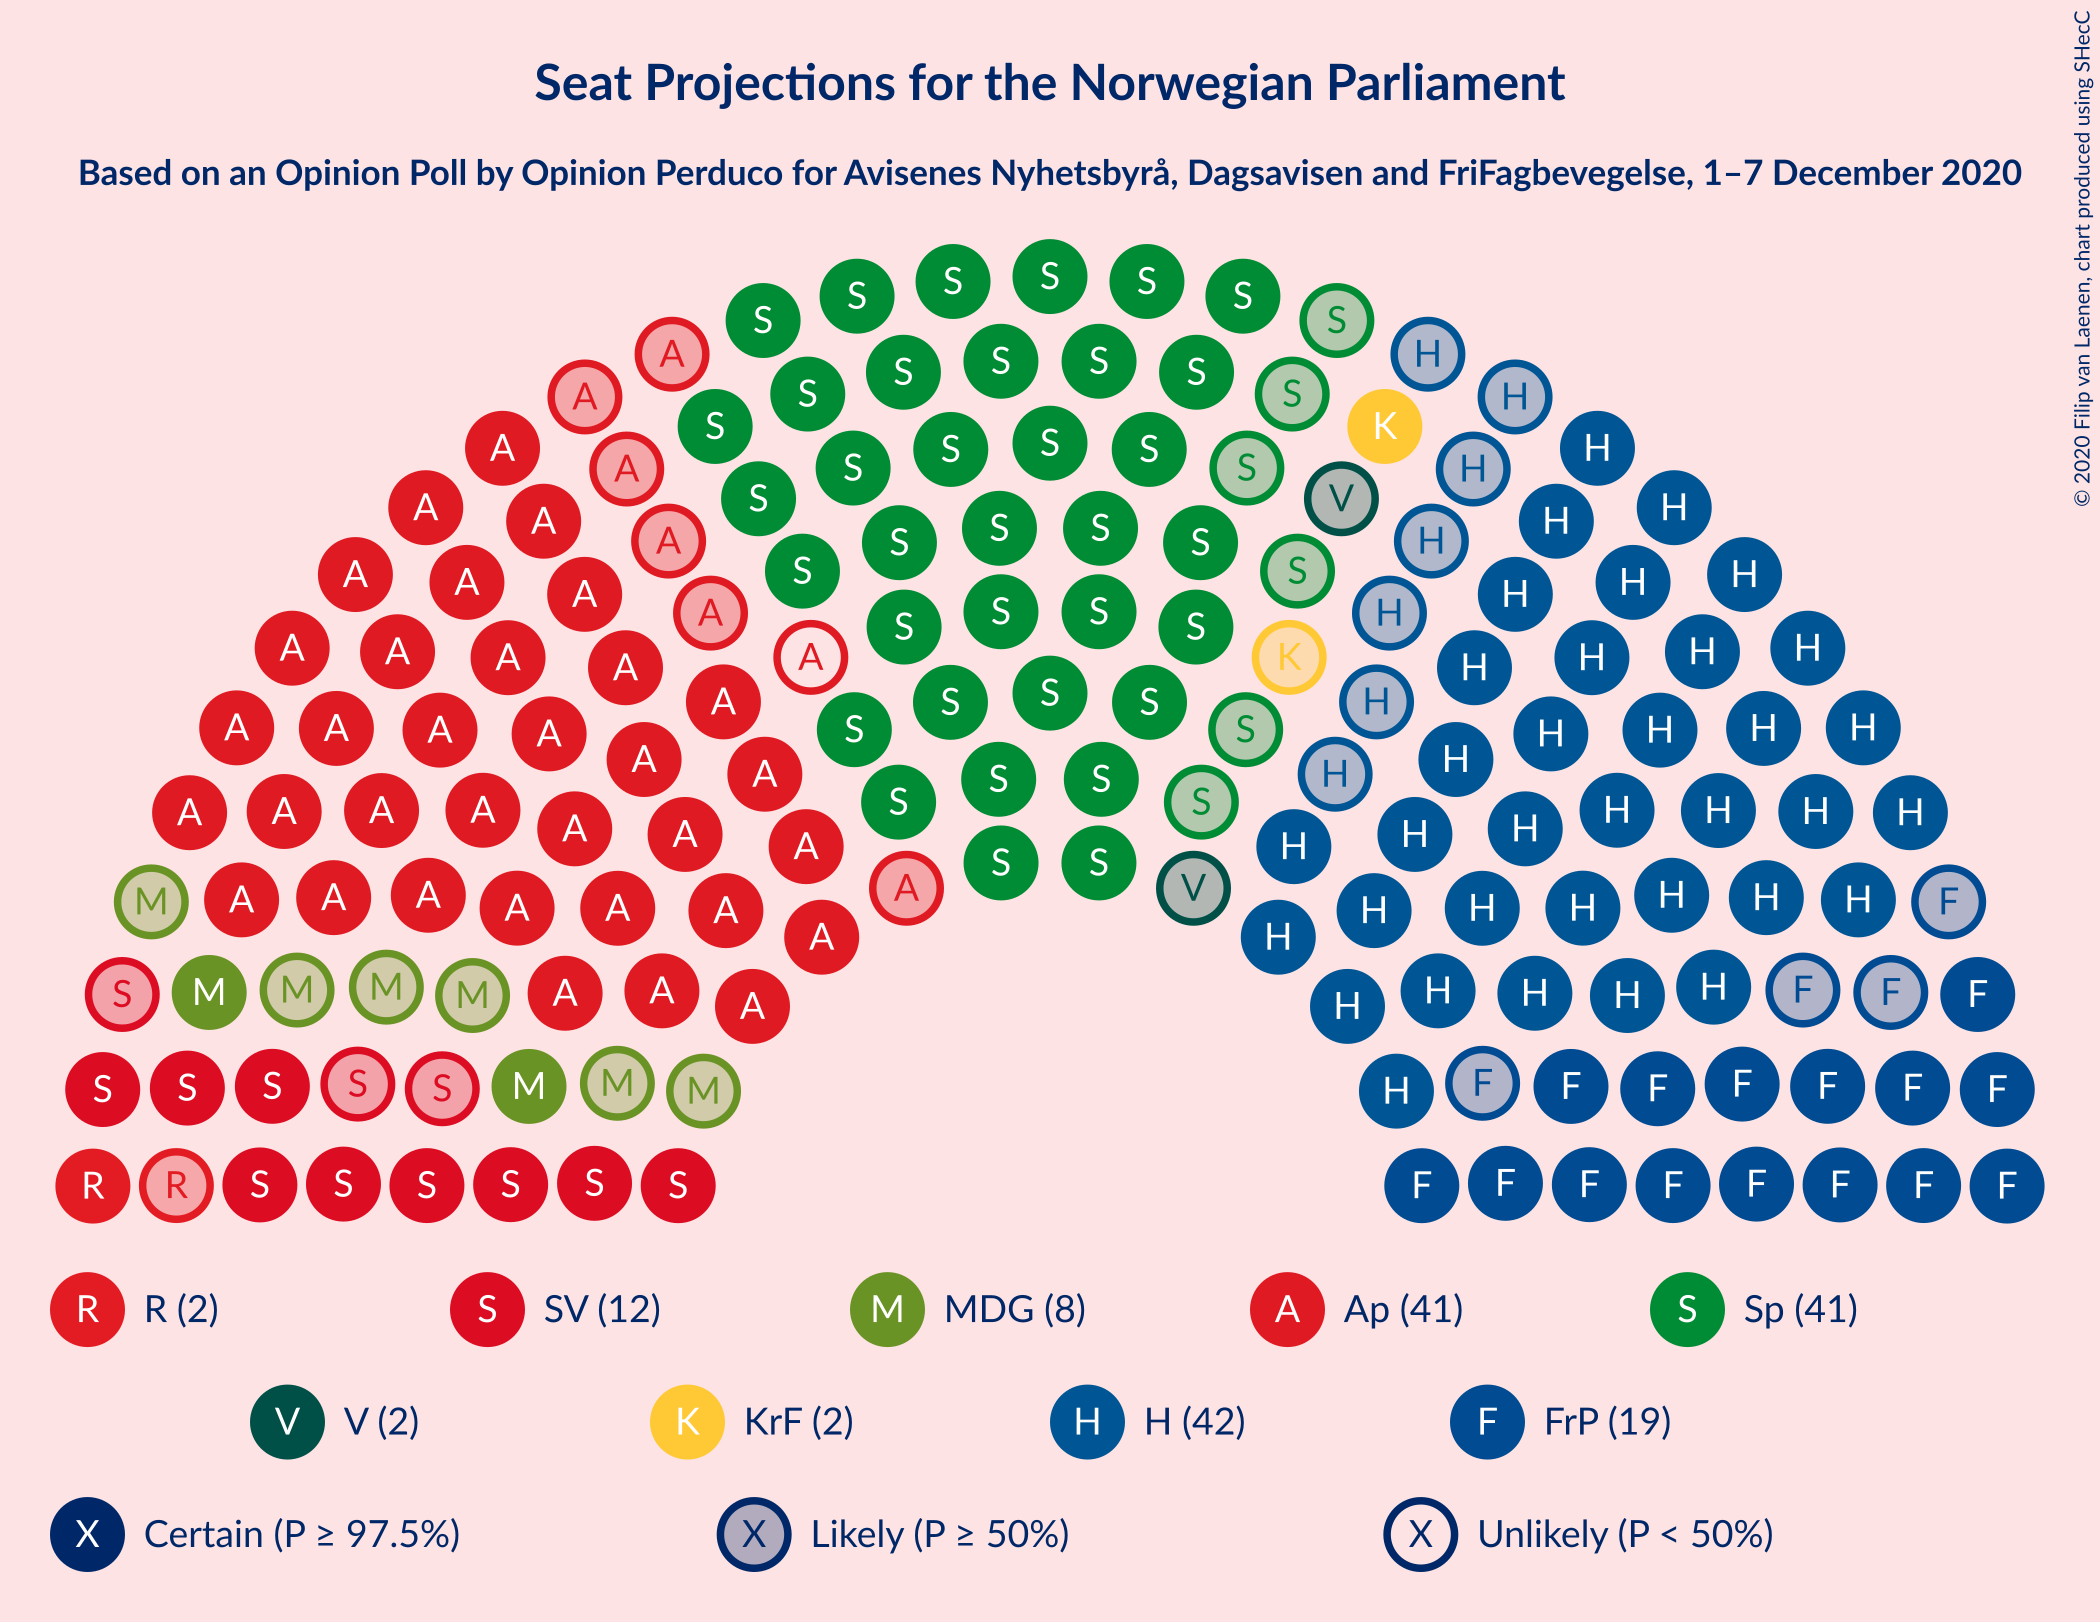 Seat Projections for the Norwegian Parliament
Based on an Opinion Poll by Opinion Perduco for Avisenes Nyhetsbyrå, Dagsavisen and FriFagbevegelse, 1–7 December 2020
© 2020 Filip van Laenen, chart produced using SHecC
S S S S S
S S
A S S H
S S
A S S H
S K
A S S S H
A S S H
A S V H
A S S H
A S S H
A A S S H H
A A S S H H
S S
A A A A A K H H H H
A S S S H
A A A A S S H H H H
A A S S H H
A A A A A A A S S H H H H H H H
S S
M A A A A A A A A V H H H H H H H F
S M M M M A A A H H H H H F F F
S S S S S M M M H F F F F F F F
R R S S S S S S F F F F F F F F
R R (2) S SV (12) M MDG (8) A Ap (41) S Sp (41)
V V (2) K KrF (2) H H (42) F FrP (19)
X Certain (P ≥ 97.5%) X Likely (P ≥ 50%) X Unlikely (P < 50%)